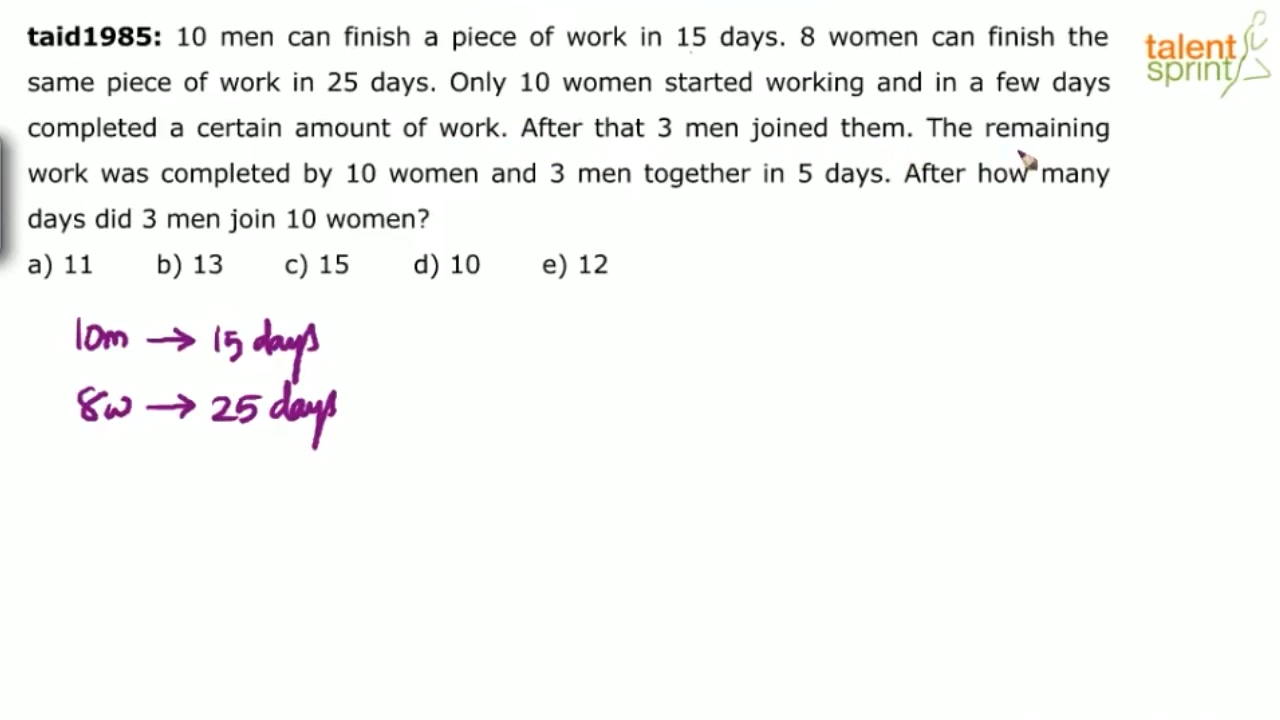 taid1985: 10 men can finish a piece of work in 15 days. 8 women can finish the
same piece of work in 25 days. Only 10 women started working and in a few days
completed a certain amount of work. After that 3 men joined them. The remaining
work was completed by 10 women and 3 men together in 5 days. After how many
days did 3 men join 10 women?
a) 11 b) 13 c) 15 d) 10 e) 12
talent
sprint
10m → 15 days
8w → 25 days